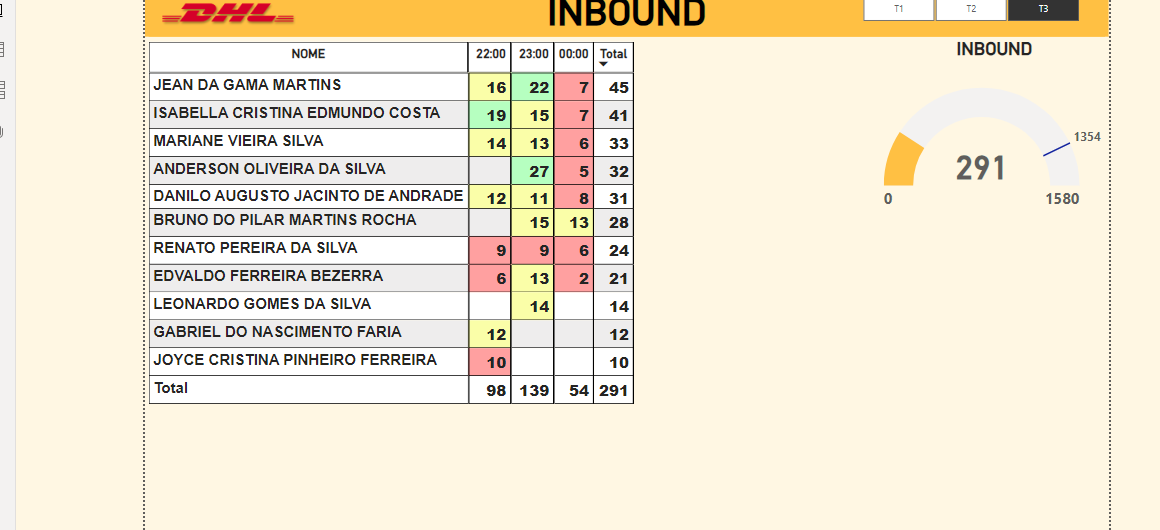 DHL
INBOUND
T1 T2 T3
NOME 22:00 23:00 00:00 Total
JEAN DA GAMA MARTINS 16 22 7 45
ISABELLA CRISTINA EDMUNDO COSTA 19 15 7 41
MARIANE VIEIRA SILVA 14 13 6 33
ANDERSON OLIVEIRA DA SILVA 27 5 32
DANILO AUGUSTO JACINTO DE ANDRADE 12 11 8 31
BRUNO DO PILAR MARTINS ROCHA 15 13 28
RENATO PEREIRA DA SILVA 9 9 6 24
EDVALDO FERREIRA BEZERRA 6 13 2 21
LEONARDO GOMES DA SILVA 14 14
GABRIEL DO NASCIMENTO FARIA 12 12
JOYCE CRISTINA PINHEIRO FERREIRA 10 10
Total 98 139 54 291
INBOUND
1354
291
0 1580